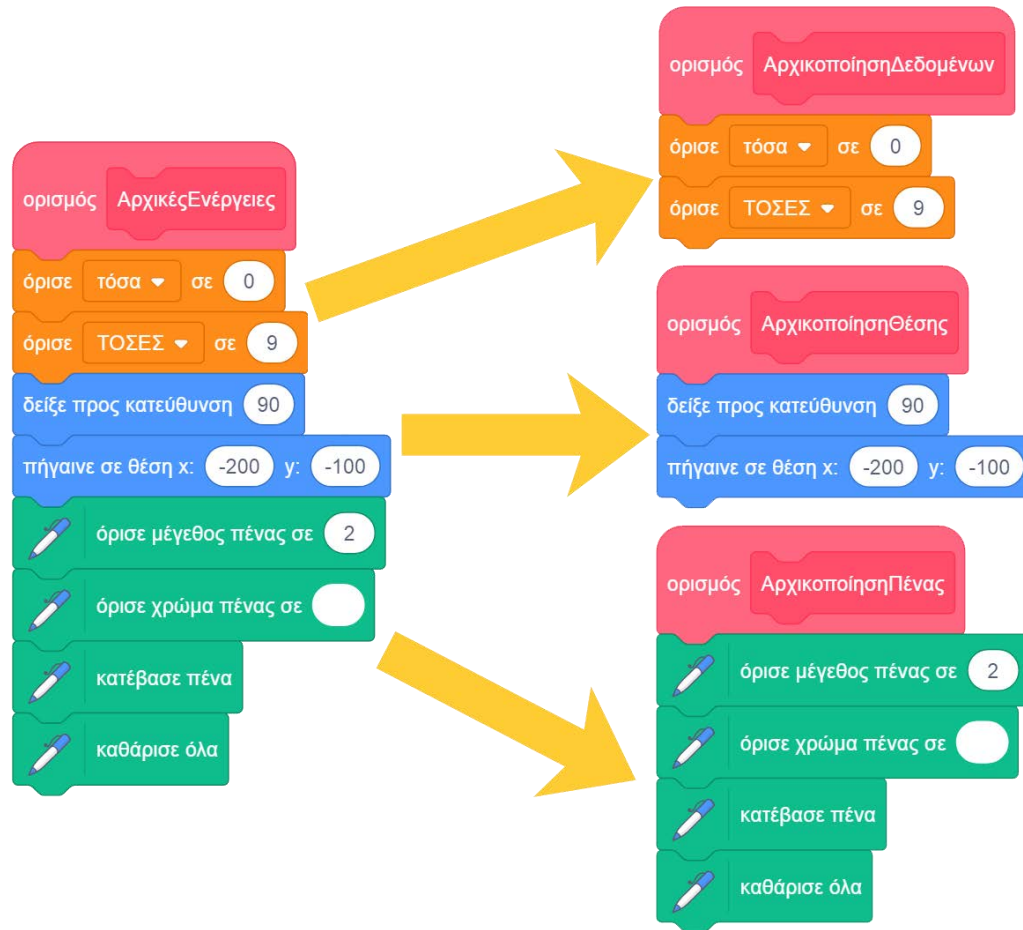 ορισμός ΑρχικέςΕνέργειες
όρισε τόσα σε 0
όρισε ΤΟΣΕΣ σε 9
δείξε προς κατεύθυνση 90
πήγαινε σε θέση x: -200 y: -100
όρισε μέγεθος πένας σε 2
όρισε χρώμα πένας σε
κατέβασε πένα
καθάρισε όλα
ορισμός ΑρχικοποίησηΔεδομένων
όρισε τόσα σε 0
όρισε ΤΟΣΕΣ σε 9
ορισμός ΑρχικοποίησηΘέσης
δείξε προς κατεύθυνση 90
πήγαινε σε θέση x: -200 y: -100
ορισμός ΑρχικοποίησηΠένας
όρισε μέγεθος πένας σε 2
όρισε χρώμα πένας σε
κατέβασε πένα
καθάρισε όλα